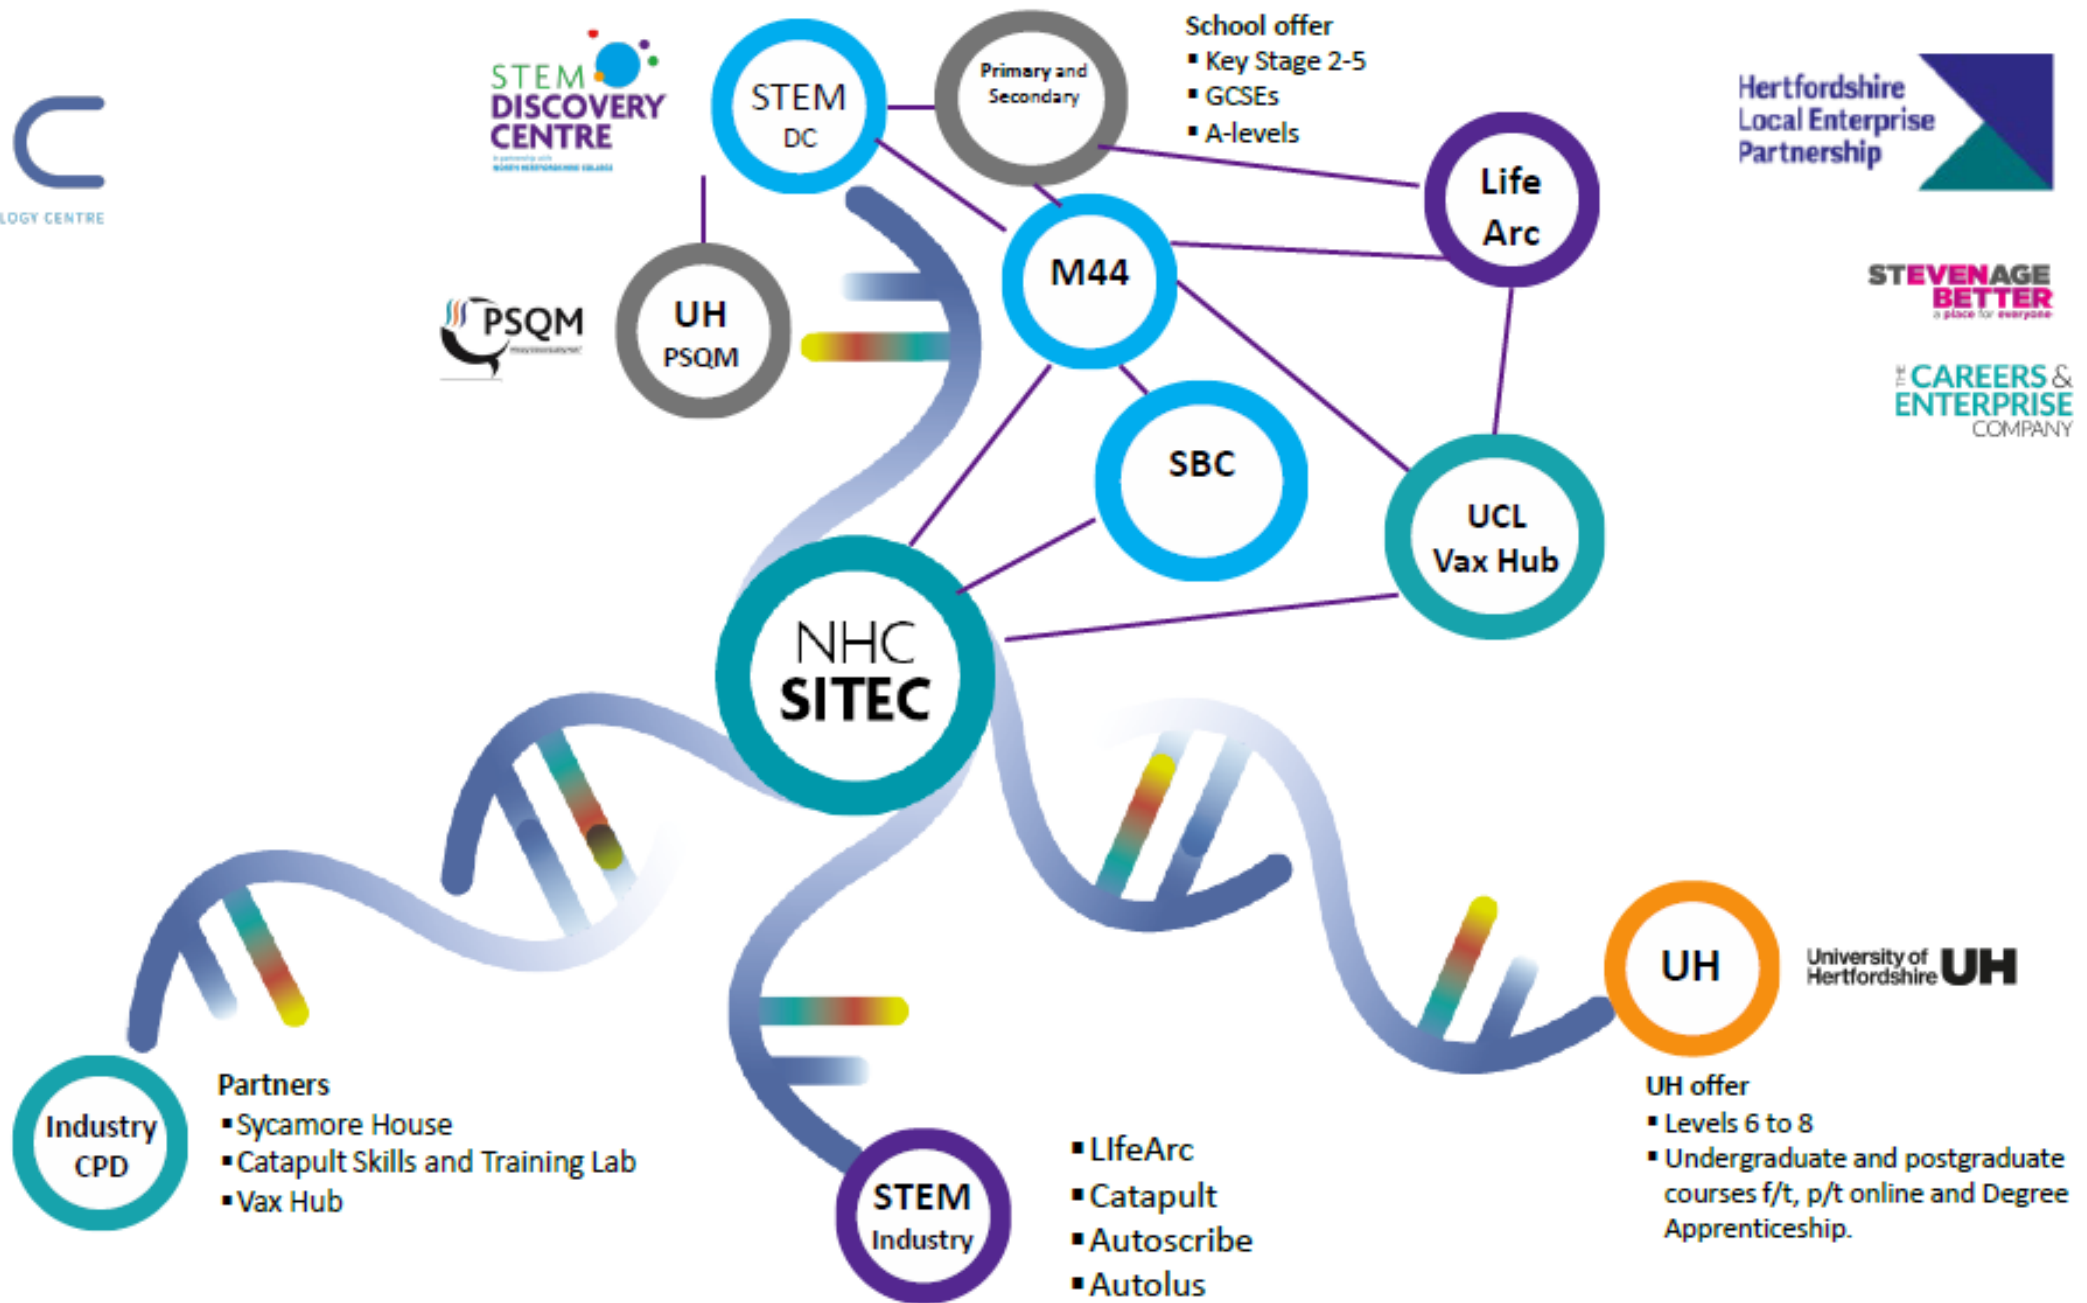 STEM
DISCOVERY
CENTRE
NORTH HERTFORDSHIRE COLLEGE
STEM
DC
Primary and
Secondary
School offer
▪ Key Stage 2-5
▪ GCSEs
▪ A-levels
Life
Arc
Hertfordshire
Local Enterprise
Partnership
LOGY CENTRE
M44
STEVENAGE
BETTER
a place for everyone
PSQM
UH
PSQM
THE CAREERS &
ENTERPRISE
COMPANY
SBC
UCL
Vax Hub
NHC
SITEC
UH
University of
Hertfordshire UH
Industry
CPD
Partners
▪ Sycamore House
▪ Catapult Skills and Training Lab
▪ Vax Hub
STEM
Industry
▪ LIfeArc
▪ Catapult
▪ Autoscribe
▪ Autolus
UH offer
▪ Levels 6 to 8
▪ Undergraduate and postgraduate
courses f/t, p/t online and Degree
Apprenticeship.